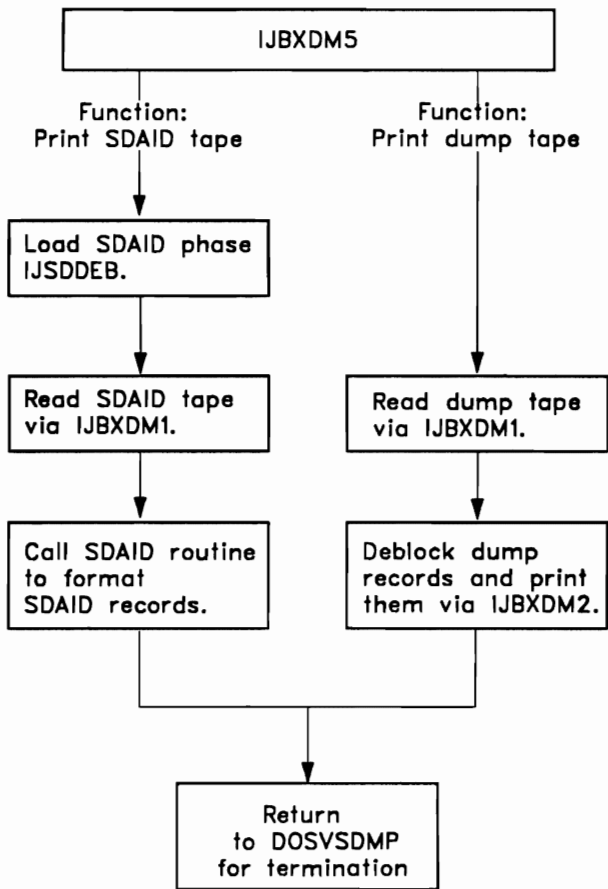 IJBXDM5
Function:
Print SDAID tape
Function:
Print dump tape
Load SDAID phase
IJSDDEB.
Read SDAID tape
via IJBXDM1.
Read dump tape
via IJBXDM1.
Call SDAID routine
to format
SDAID records.
Deblock dump
records and print
them via IJBXDM2.
Return
to DOSVSDMP
for termination